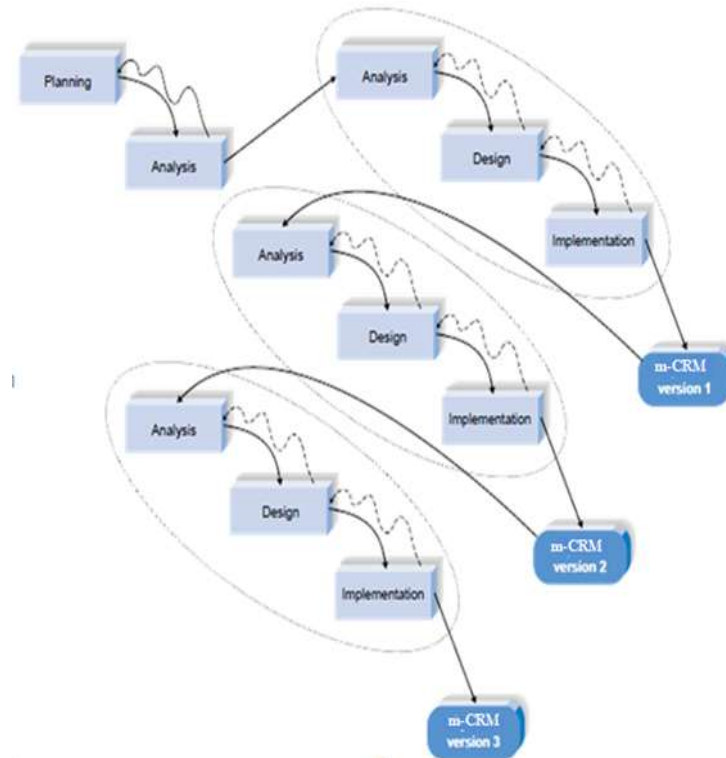 Planning
Analysis
Analysis
Design
Implementation
m-CRM
version 1
Analysis
Design
Implementation
m-CRM
version 2
Analysis
Design
Implementation
m-CRM
version 3